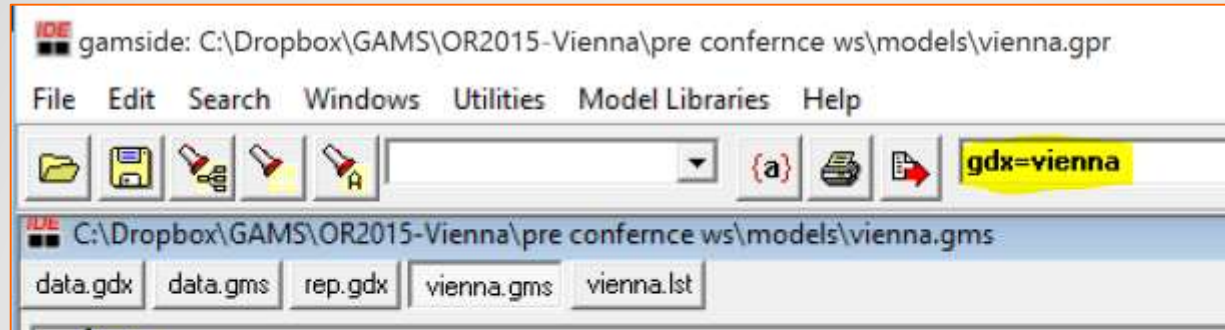 IDE gamside: C:\Dropbox\GAMS\OR2015-Vienna\pre confernce ws\models\vienna.gpr
File Edit Search Windows Utilities Model Libraries Help
A {a} gdx=vienna
IDE C:\Dropbox\GAMS\OR2015-Vienna\pre confernce ws\models\vienna.gms
data.gdx data.gms rep.gdx vienna.gms vienna.lst